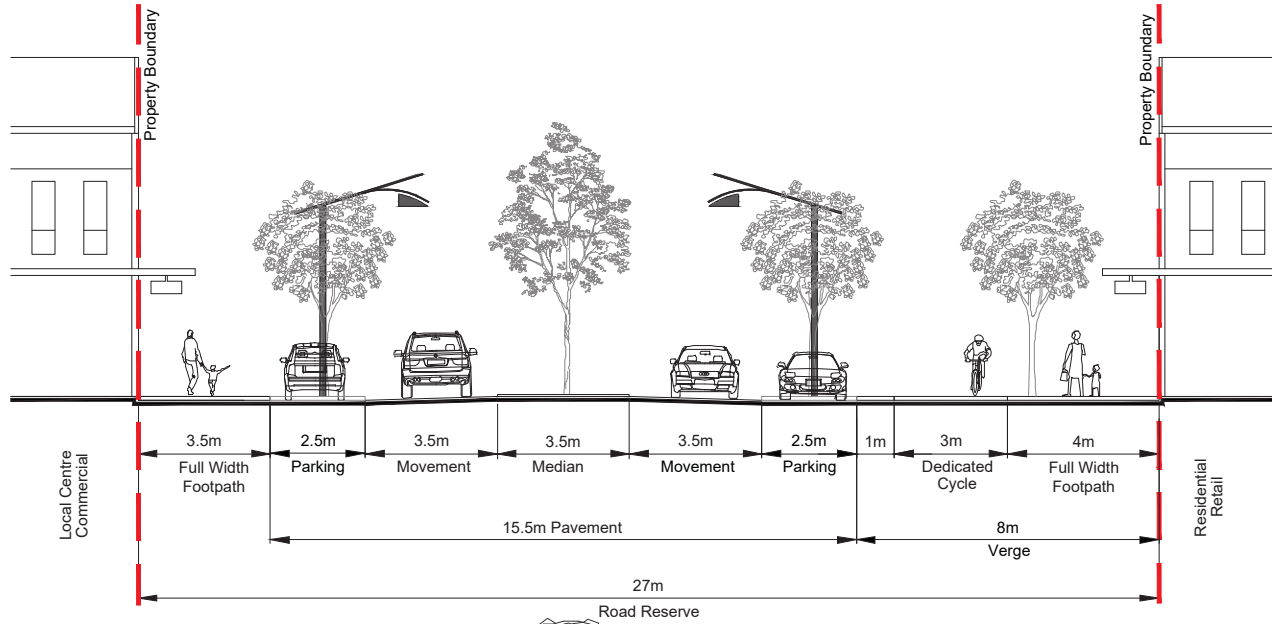 Property Boundary
Property Boundary
3.5m
2.5m
3.5m
3.5m
3.5m
2.5m
1m
3m
4m
Full Width
Footpath
Parking
Movement
Median
Movement
Parking
Dedicated
Cycle
Full Width
Footpath
Local Centre
Commercial
Residential
Retail
15.5m Pavement
8m
Verge
27m
Road Reserve